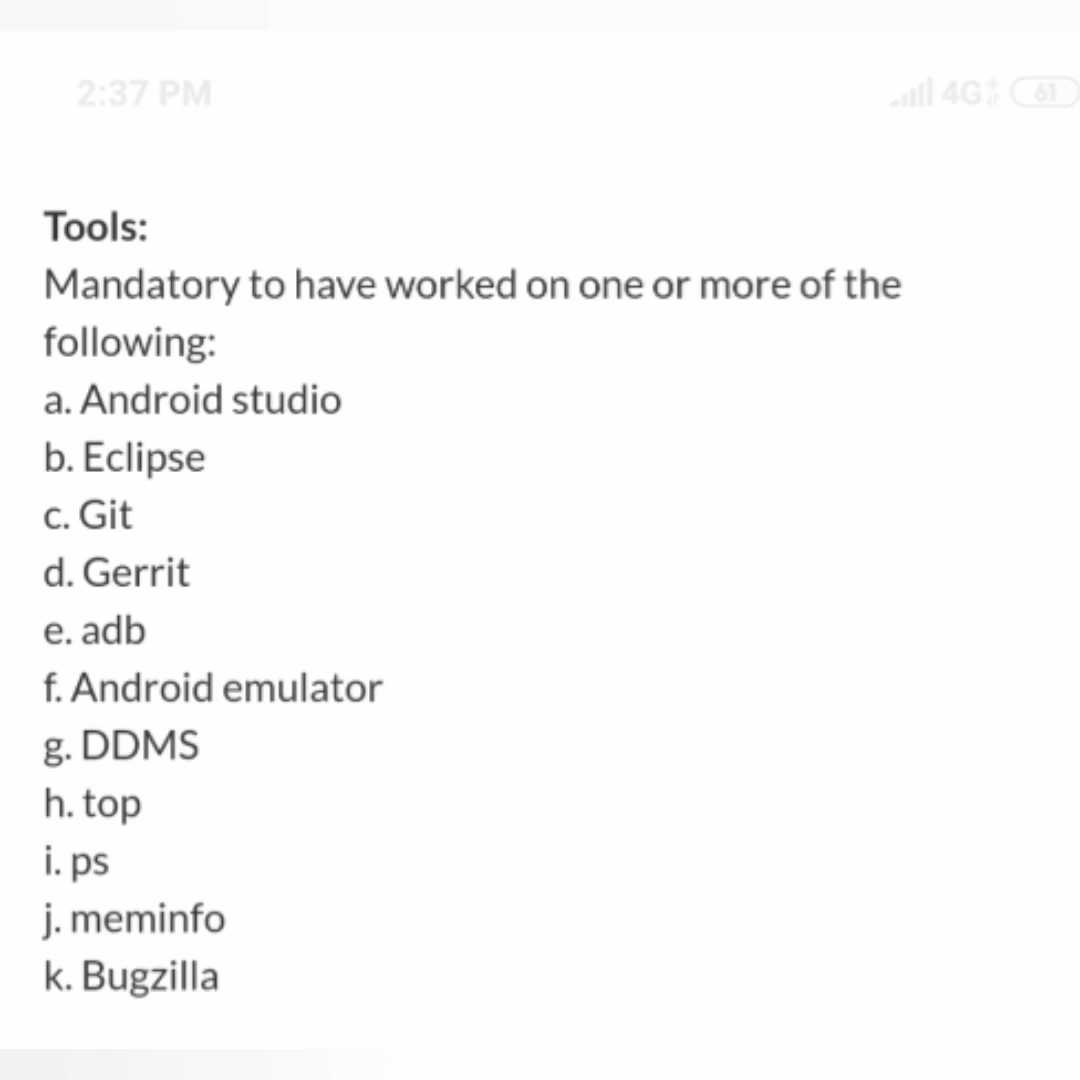 2:37 PM 4G 61
Tools:
Mandatory to have worked on one or more of the
following:
a. Android studio
b. Eclipse
c. Git
d. Gerrit
e. adb
f. Android emulator
g. DDMS
h. top
i. ps
j. meminfo
k. Bugzilla